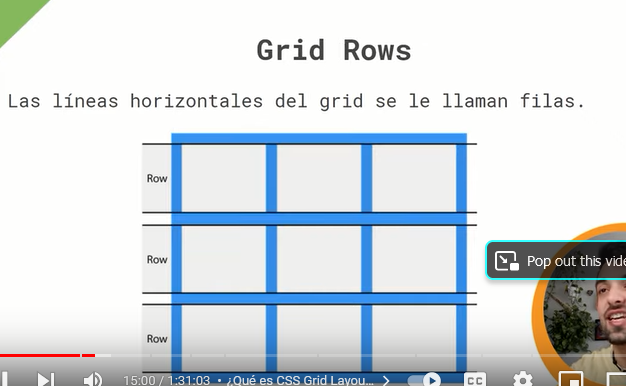 Grid Rows
Las líneas horizontales del grid se le llaman filas.
Row
Row
Pop out this vide
Row
15:00 / 1:31:03 • ¿Qué es CSS Grid Layou...
CC